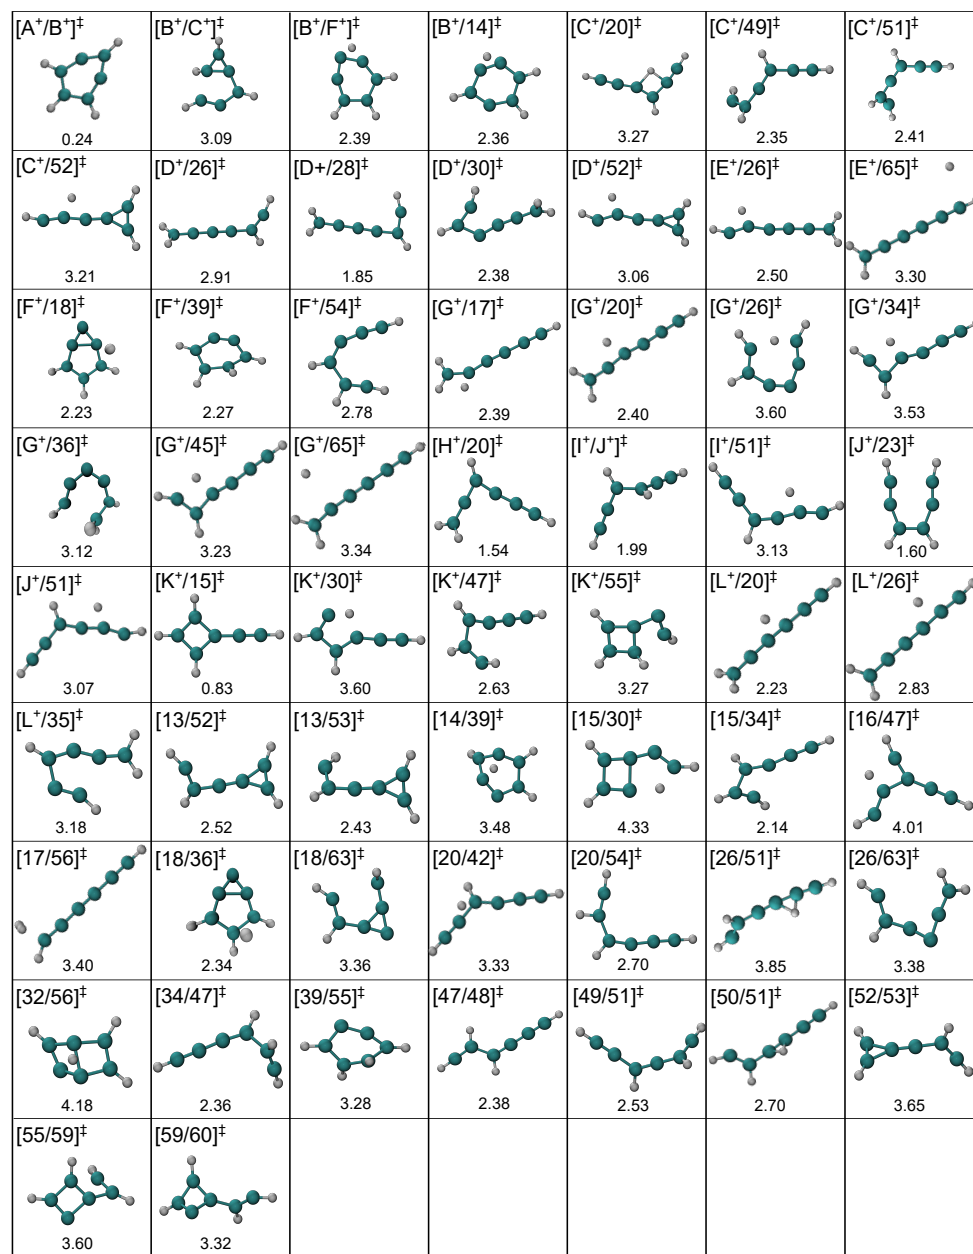 [A⁺/B⁺]‡ [B⁺/C⁺]‡ [B⁺/F⁺]‡ [B⁺/14]‡ [C⁺/20]‡ [C⁺/49]‡ [C⁺/51]‡
0.24 3.09 2.39 2.36 3.27 2.35 2.41
[C⁺/52]‡ [D⁺/26]‡ [D+/28]‡ [D⁺/30]‡ [D⁺/52]‡ [E⁺/26]‡ [E⁺/65]‡
3.21 2.91 1.85 2.38 3.06 2.50 3.30
[F⁺/18]‡ [F⁺/39]‡ [F⁺/54]‡ [G⁺/17]‡ [G⁺/20]‡ [G⁺/26]‡ [G⁺/34]‡
2.23 2.27 2.78 2.39 2.40 3.60 3.53
[G⁺/36]‡ [G⁺/45]‡ [G⁺/65]‡ [H⁺/20]‡ [I⁺/J⁺]‡ [I⁺/51]‡ [J⁺/23]‡
3.12 3.23 3.34 1.54 1.99 3.13 1.60
[J⁺/51]‡ [K⁺/15]‡ [K⁺/30]‡ [K⁺/47]‡ [K⁺/55]‡ [L⁺/20]‡ [L⁺/26]‡
3.07 0.83 3.60 2.63 3.27 2.23 2.83
[L⁺/35]‡ [13/52]‡ [13/53]‡ [14/39]‡ [15/30]‡ [15/34]‡ [16/47]‡
3.18 2.52 2.43 3.48 4.33 2.14 4.01
[17/56]‡ [18/36]‡ [18/63]‡ [20/42]‡ [20/54]‡ [26/51]‡ [26/63]‡
3.40 2.34 3.36 3.33 2.70 3.85 3.38
[32/56]‡ [34/47]‡ [39/55]‡ [47/48]‡ [49/51]‡ [50/51]‡ [52/53]‡
4.18 2.36 3.28 2.38 2.53 2.70 3.65
[55/59]‡ [59/60]‡
3.60 3.32